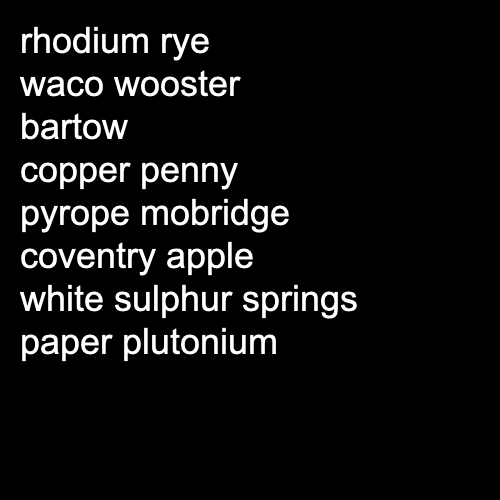 rhodium rye
waco wooster
bartow
copper penny
pyrope mobridge
coventry apple
white sulphur springs
paper plutonium